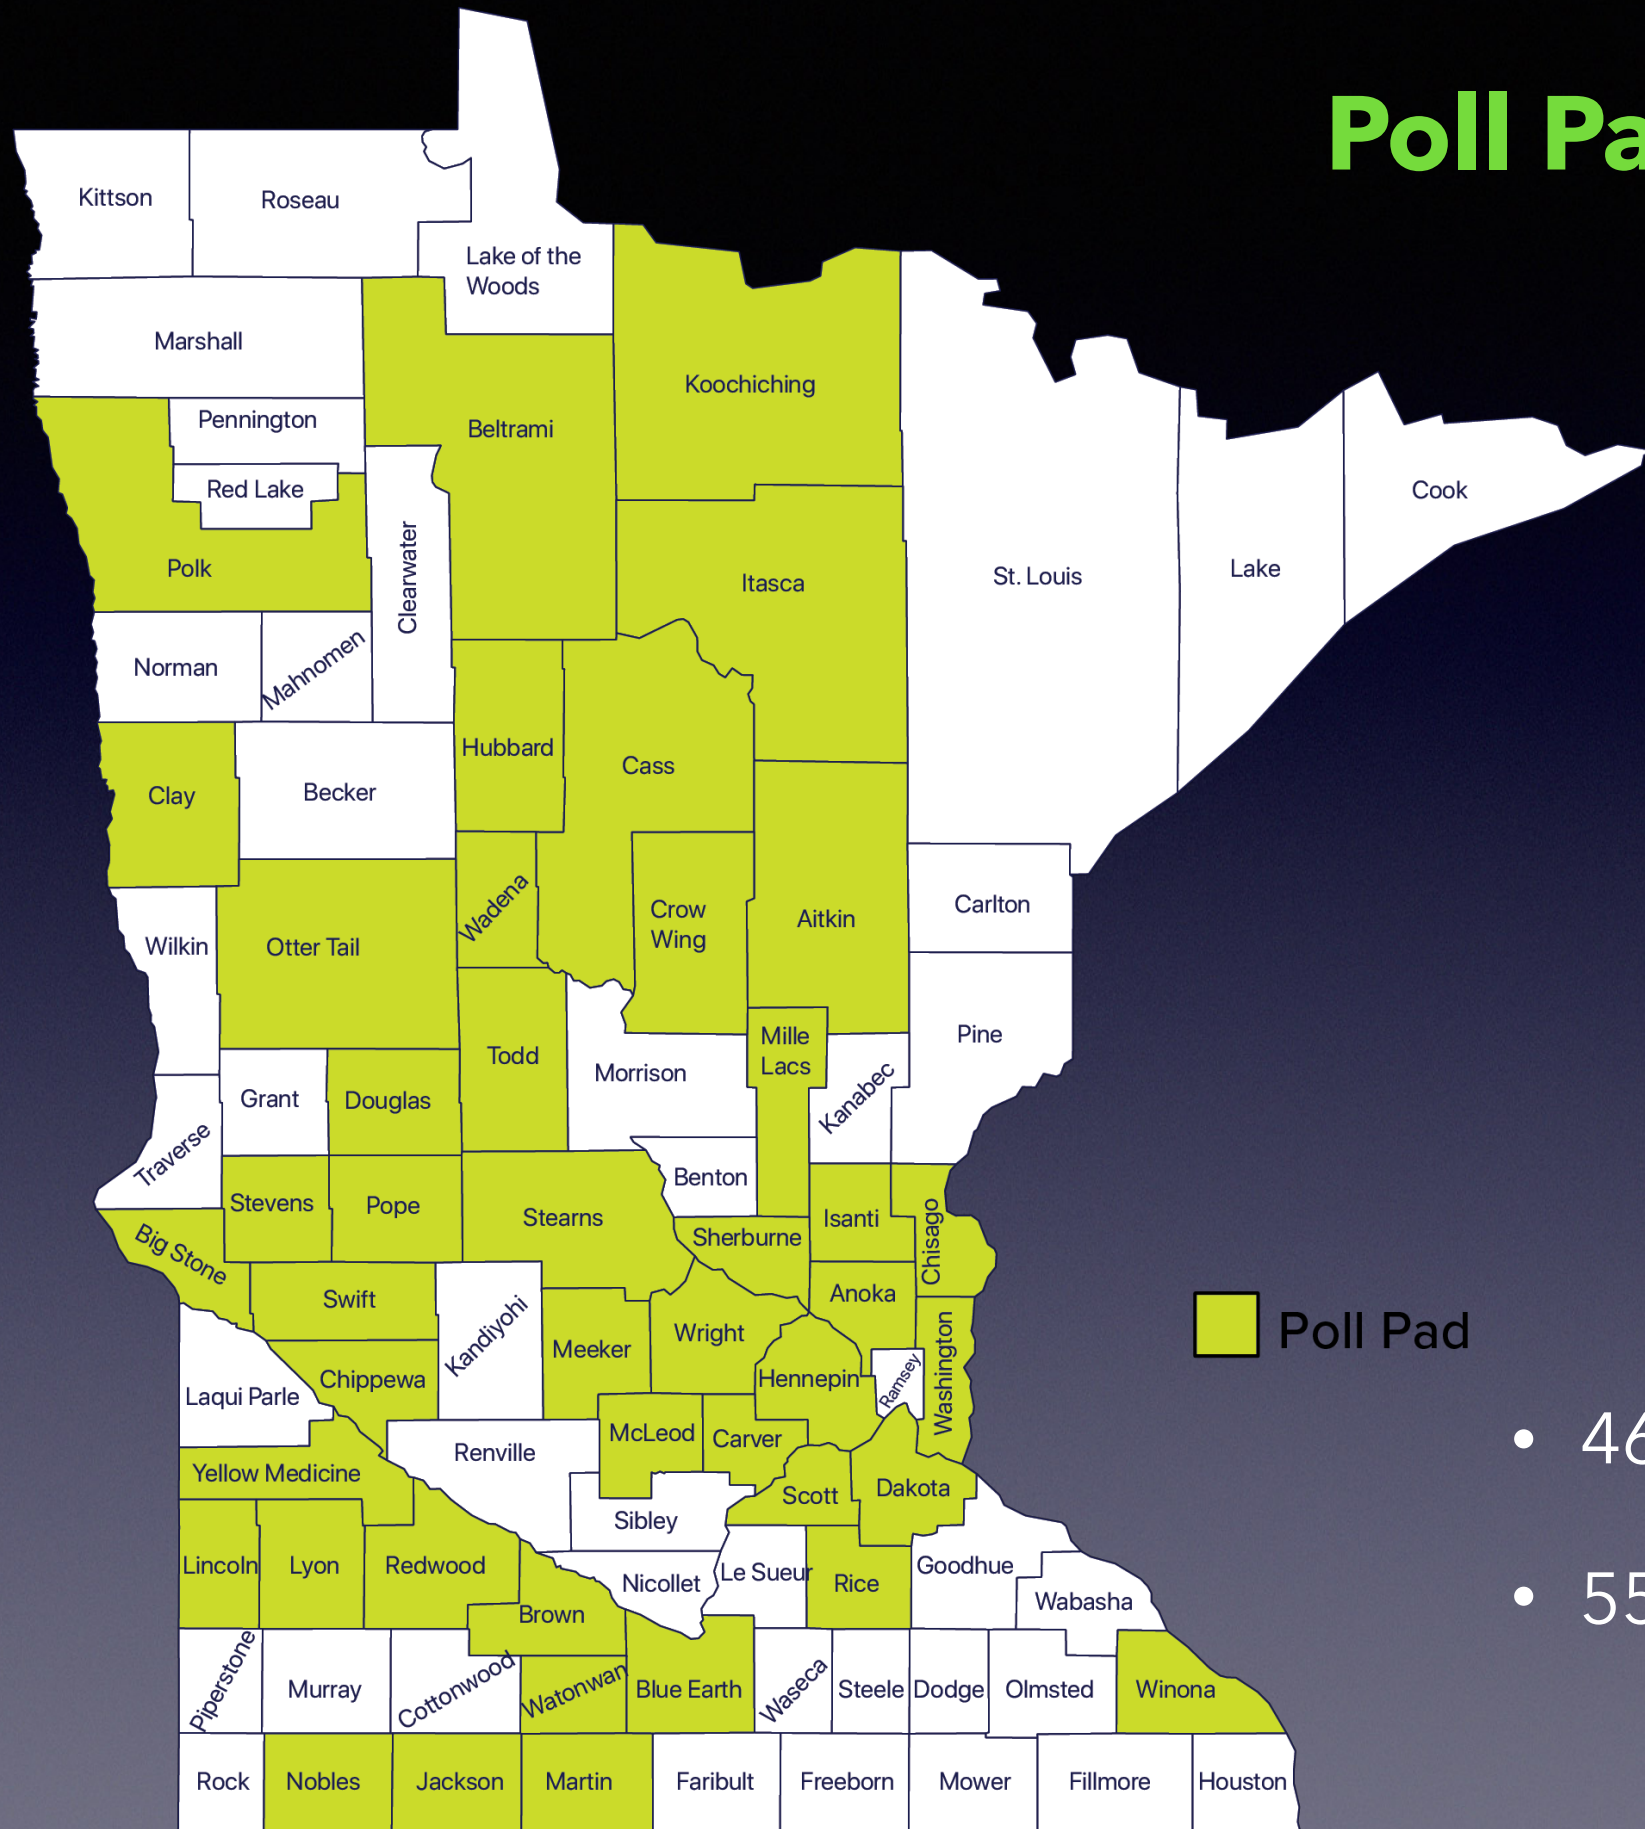 Poll Pa
Kittson
Roseau
Lake of the
Woods
Marshall
Koochiching
Pennington
Beltrami
Red Lake
Cook
Clearwater
Polk
Itasca
St. Louis
Lake
Norman
Mahnomen
Hubbard
Cass
Clay
Becker
Wadena
Crow
Wing
Aitkin
Carlton
Wilkin
Otter Tail
Mille
Lacs
Pine
Todd
Morrison
Kanabec
Grant
Douglas
Traverse
Benton
Stevens
Pope
Stearns
Isanti
Chisago
Sherburne
Big Stone
Swift
Anoka
Kandiyohi
Meeker
Wright
Washington
Poll Pad
Chippewa
Hennepin
Ramsey
Laqui Parle
McLeod
Carver
• 46
Renville
Yellow Medicine
Scott
Dakota
Sibley
Lincoln
Lyon
Redwood
Nicollet
Le Sueur
Rice
Goodhue
Wabasha
• 55
Brown
Piperstone
Murray
Cottonwood
Watonwan
Blue Earth
Waseca
Steele
Dodge
Olmsted
Winona
Rock
Nobles
Jackson
Martin
Faribult
Freeborn
Mower
Fillmore
Houston